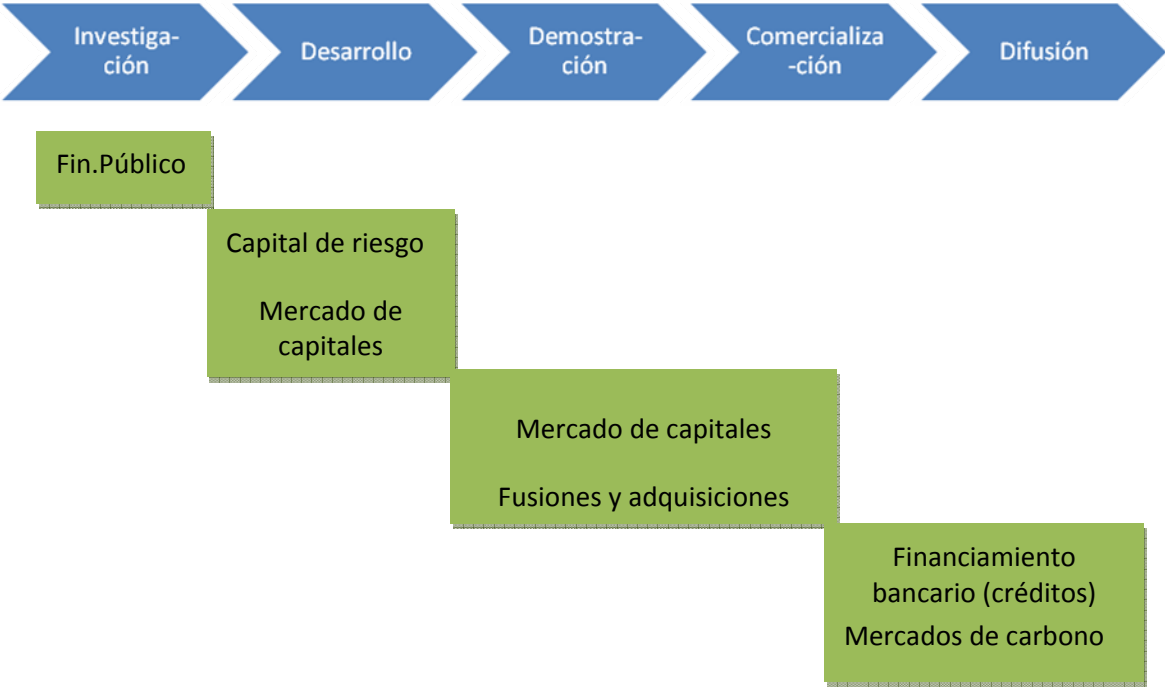 Investiga-
ción
Desarrollo
Demostra-
ción
Comercializa
-ción
Difusión
Fin.Público
Capital de riesgo
Mercado de
capitales
Mercado de capitales
Fusiones y adquisiciones
Financiamiento
bancario (créditos)
Mercados de carbono